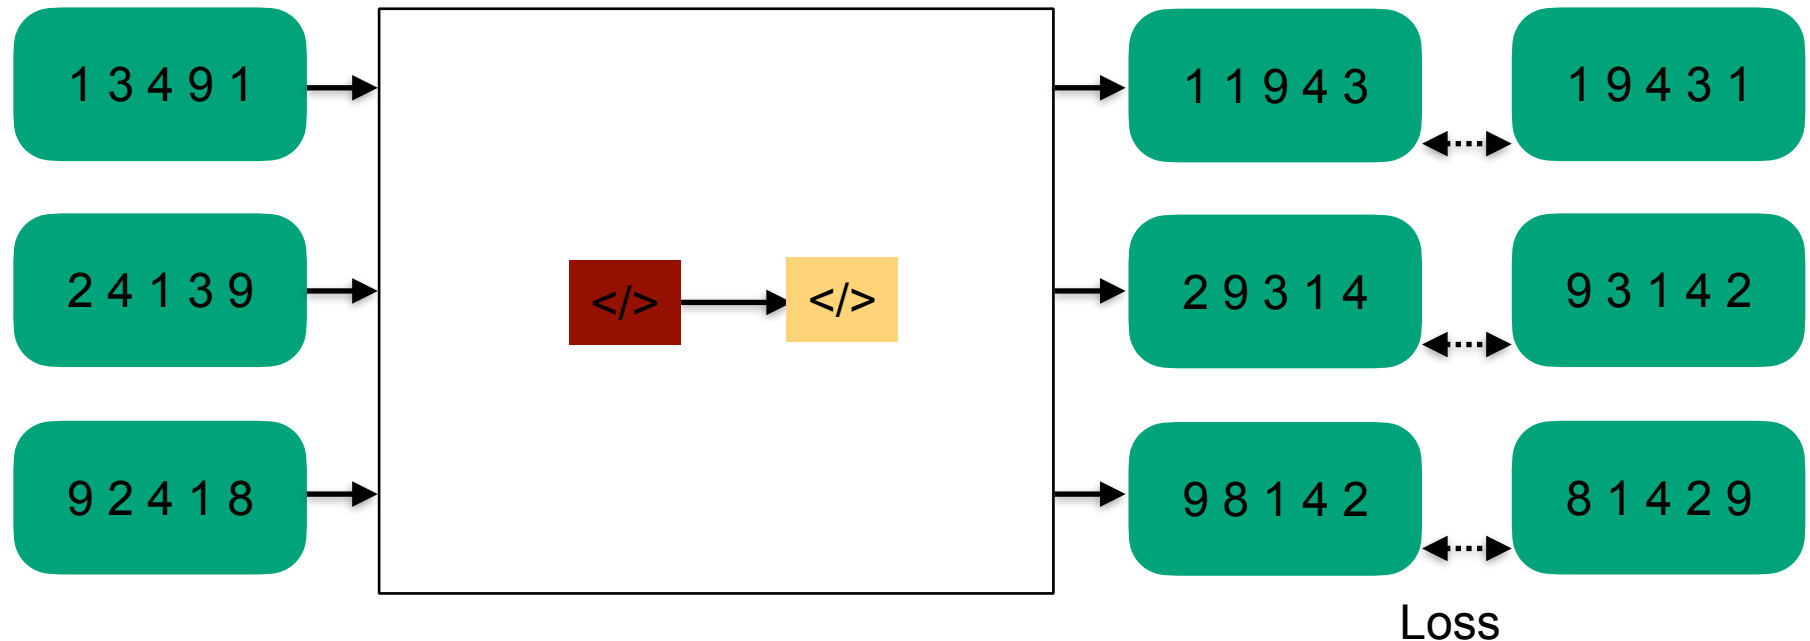 1 3 4 9 1
1 1 9 4 3
1 9 4 3 1
2 4 1 3 9
</>
</>
2 9 3 1 4
9 3 1 4 2
9 2 4 1 8
9 8 1 4 2
8 1 4 2 9
Loss